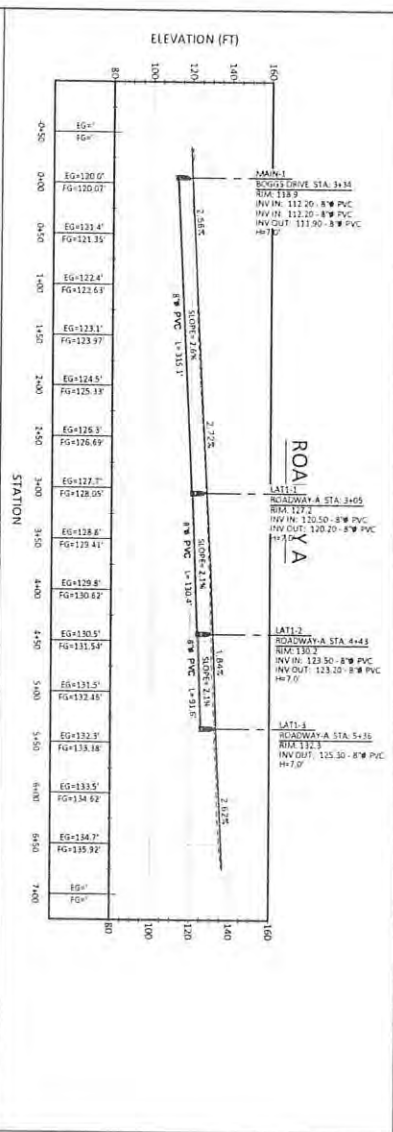 ELEVATION (FT)
160
140
120
100
80
160
140
120
100
80
MAIN-1
BOGGS DRIVE STA: 3+34
RIM: 118.9
INV IN: 112.20 - 8"Ø PVC
INV IN: 112.20 - 8"Ø PVC
INV OUT: 111.90 - 8"Ø PVC
H=7.0'
ROA Y A
LAT1-1
ROADWAY-A STA: 3+05
RIM: 127.2
INV IN: 120.50 - 8"Ø PVC
INV OUT: 120.20 - 8"Ø PVC
H=7.0'
LAT1-2
ROADWAY-A STA: 4+43
RIM: 130.2
INV IN: 123.50 - 8"Ø PVC
INV OUT: 123.20 - 8"Ø PVC
H=7.0'
LAT1-3
ROADWAY-A STA: 5+36
RIM: 132.3
INV OUT: 125.30 - 8"Ø PVC
H=7.0'
2.56%
2.72%
1.84%
2.62%
SLOPE= 2.6%
8"Ø PVC L=315.1'
SLOPE= 2.1%
8"Ø PVC L=130.4'
SLOPE= 2.1%
8"Ø PVC L=91.6'
EG='
FG='
EG=120.0'
FG=120.07'
EG=121.4'
FG=121.35'
EG=122.4'
FG=122.63'
EG=123.1'
FG=123.97'
EG=124.5'
FG=125.33'
EG=126.3'
FG=126.69'
EG=127.7'
FG=128.05'
EG=128.6'
FG=129.41'
EG=129.8'
FG=130.62'
EG=130.5'
FG=131.54'
EG=131.5'
FG=132.46'
EG=132.3'
FG=133.38'
EG=133.5'
FG=134.62'
EG=134.7'
FG=135.92'
EG='
FG='
-0+50
0+00
0+50
1+00
1+50
2+00
2+50
3+00
3+50
4+00
4+50
5+00
5+50
6+00
6+50
7+00
STATION